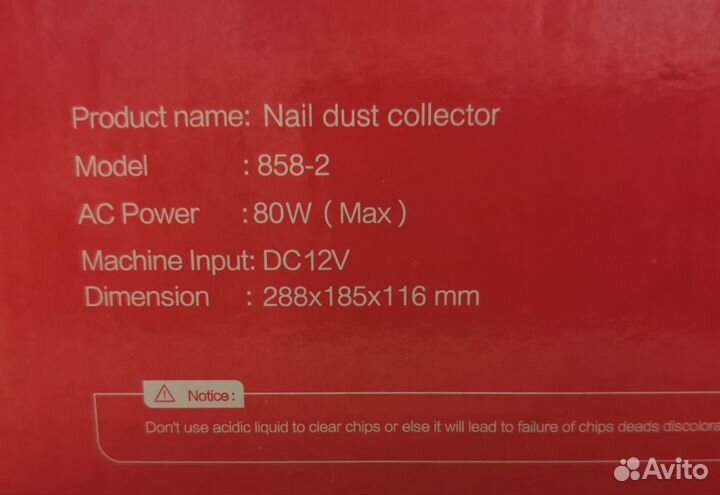 Product name: Nail dust collector
Model : 858-2
AC Power : 80W ( Max )
Machine Input: DC12V
Dimension : 288x185x116 mm
Notice :
Don't use acidic liquid to clear chips or else it will lead to failure of chips deads discolora
Avito